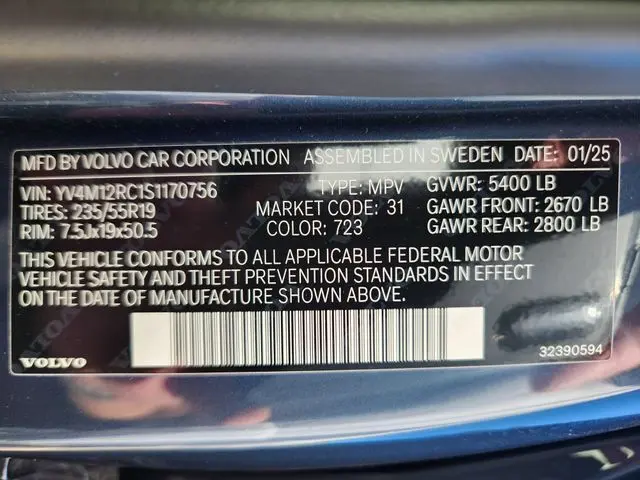 MFD BY VOLVO CAR CORPORATION ASSEMBLED IN SWEDEN DATE: 01/25
VIN: YV4M12RC1S1170756 TYPE: MPV GVWR: 5400 LB
TIRES: 235/55R19 MARKET CODE: 31 GAWR FRONT: 2670 LB
RIM: 7.5Jx19x50.5 COLOR: 723 GAWR REAR: 2800 LB
THIS VEHICLE CONFORMS TO ALL APPLICABLE FEDERAL MOTOR
VEHICLE SAFETY AND THEFT PREVENTION STANDARDS IN EFFECT
ON THE DATE OF MANUFACTURE SHOWN ABOVE.
VOLVO 32390594